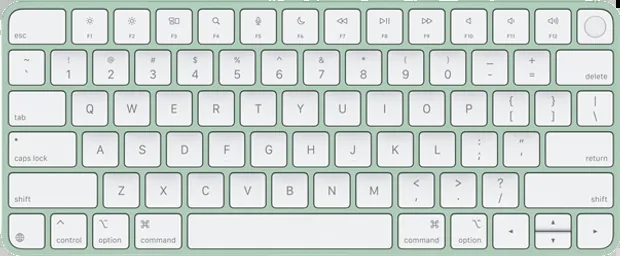 esc F1 F2 F3 F4 F5 F6 F7 F8 F9 F10 F11 F12
~ ! @ # $ % ^ & * ( ) _ +
` 1 2 3 4 5 6 7 8 9 0 - = delete
tab Q W E R T Y U I O P { [ } ] | \
caps lock A S D F G H J K L : ; " ' return
shift Z X C V B N M < , > . ? / shift
^ control ⌥ option ⌘ command ⌘ command ⌥ option